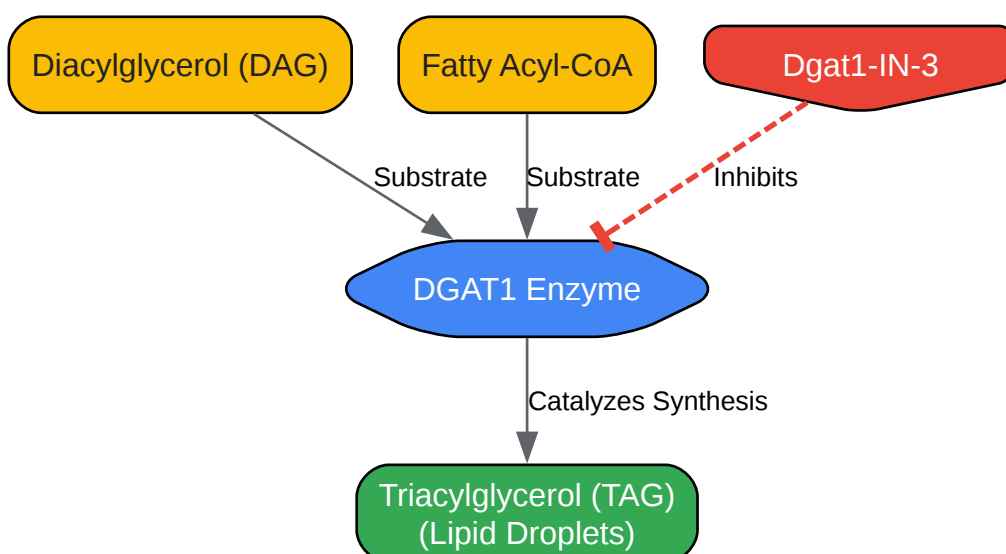 Diacylglycerol (DAG)
Fatty Acyl-CoA
Dgat1-IN-3
Substrate
Substrate
Inhibits
DGAT1 Enzyme
Catalyzes Synthesis
Triacylglycerol (TAG)
(Lipid Droplets)